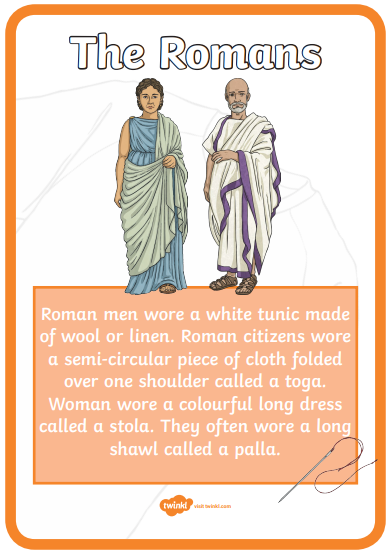 The Romans
Roman men wore a white tunic made
of wool or linen. Roman citizens wore
a semi-circular piece of cloth folded
over one shoulder called a toga.
Woman wore a colourful long dress
called a stola. They often wore a long
shawl called a palla.
twinkl
visit twinkl.com